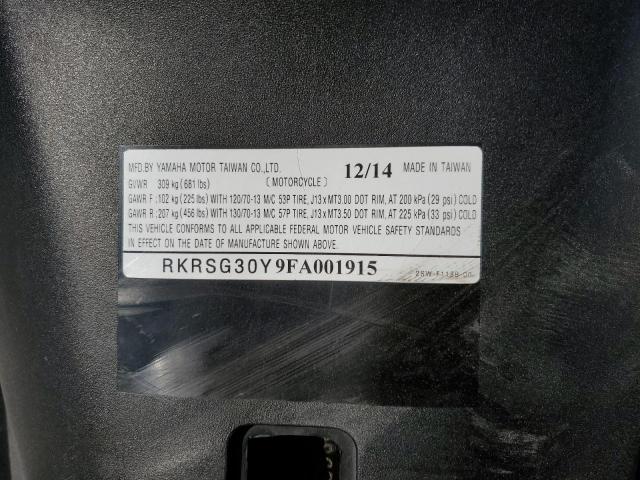 MFD.BY YAMAHA MOTOR TAIWAN CO.,LTD. 12/14 MADE IN TAIWAN
GVWR 309 kg (681 lbs) ( MOTORCYCLE )
GAWR F : 102 kg (225 lbs) WITH 120/70-13 M/C 53P TIRE, J13 x MT3.00 DOT RIM, AT 200 kPa (29 psi) COLD
GAWR R : 207 kg (456 lbs) WITH 130/70-13 M/C 57P TIRE, J13 x MT3.50 DOT RIM, AT 225 kPa (33 psi) COLD
THIS VEHICLE CONFORMS TO ALL APPLICABLE FEDERAL MOTOR VEHICLE SAFETY STANDARDS
IN EFFECT ON THE DATE OF MANUFACTURE SHOWN ABOVE.
RKRSG30Y9FA001915